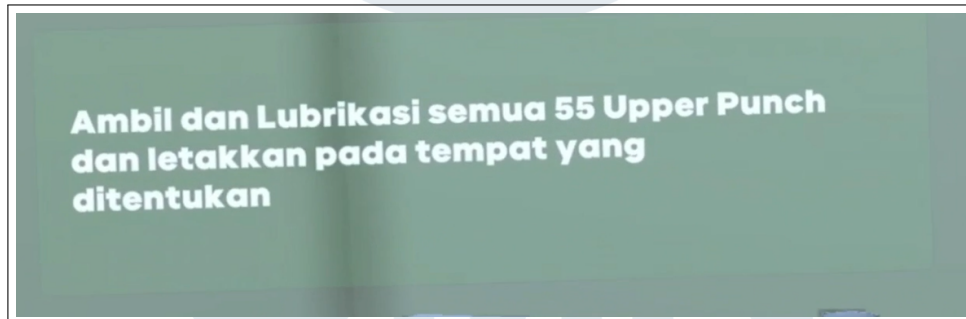 Ambil dan Lubrikasi semua 55 Upper Punch
dan letakkan pada tempat yang
ditentukan